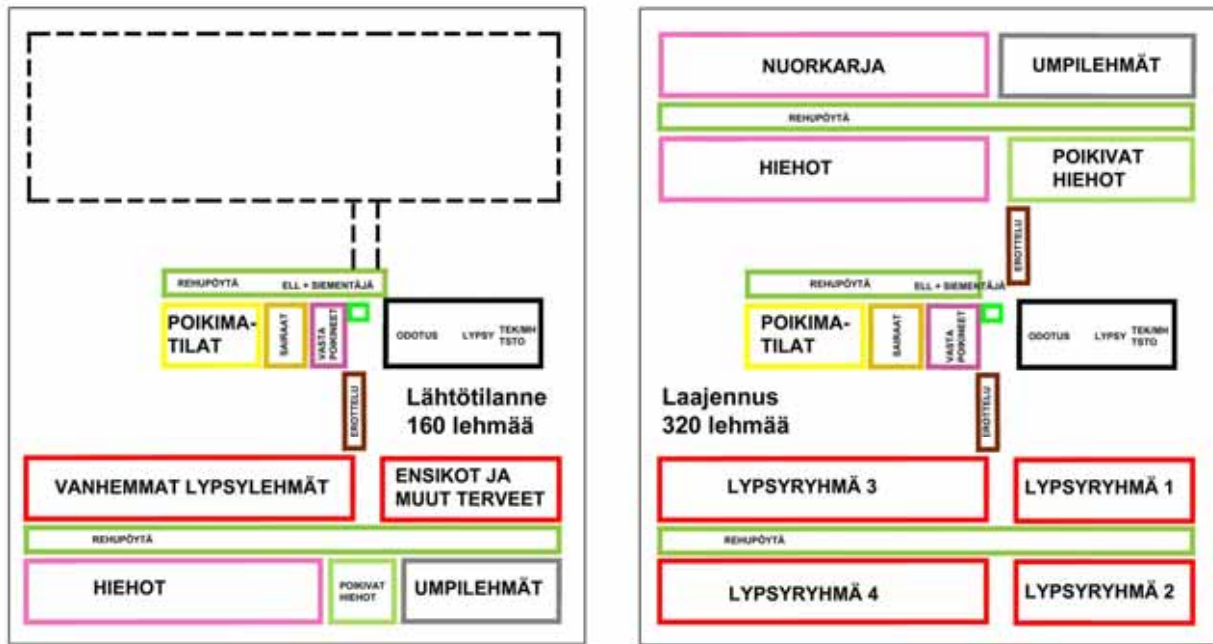 REHUPÖYTÄ
ELL + SIEMENTÄJÄ
POIKIMA-
TILAT
SAIRAAT
VASTA
POIKINEET
ODOTUS
LYPSY
TEK/MH
TSTO
EROTTELU
Lähtötilanne
160 lehmää
VANHEMMAT LYPSYLEHMÄT
ENSIKOT JA
MUUT TERVEET
REHUPÖYTÄ
HIEHOT
POIKIVAT
HIEHOT
UMPILEHMÄT
NUORKARJA
UMPILEHMÄT
REHUPÖYTÄ
HIEHOT
POIKIVAT
HIEHOT
EROTTELU
REHUPÖYTÄ
ELL + SIEMENTÄJÄ
POIKIMA-
TILAT
SAIRAAT
VASTA
POIKINEET
ODOTUS
LYPSY
TEK/MH
TSTO
EROTTELU
Laajennus
320 lehmää
LYPSYRYHMÄ 3
LYPSYRYHMÄ 1
REHUPÖYTÄ
LYPSYRYHMÄ 4
LYPSYRYHMÄ 2